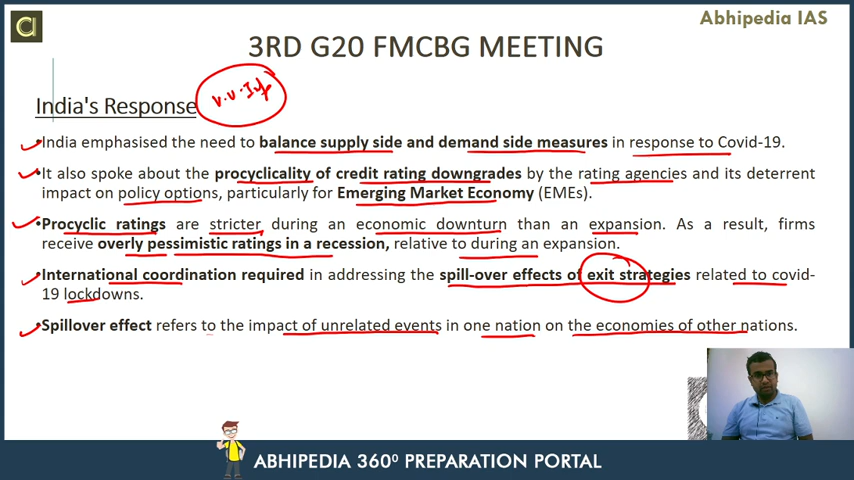 Abhipedia IAS
a
3RD G20 FMCBG MEETING
India's Response
v.v.Imp
•India emphasised the need to balance supply side and demand side measures in response to Covid-19.
•It also spoke about the procyclicality of credit rating downgrades by the rating agencies and its deterrent
impact on policy options, particularly for Emerging Market Economy (EMEs).
•Procyclic ratings are stricter during an economic downturn than an expansion. As a result, firms
receive overly pessimistic ratings in a recession, relative to during an expansion.
•International coordination required in addressing the spill-over effects of exit strategies related to covid-
19 lockdowns.
•Spillover effect refers to the impact of unrelated events in one nation on the economies of other nations.
ABHIPEDIA 360⁰ PREPARATION PORTAL